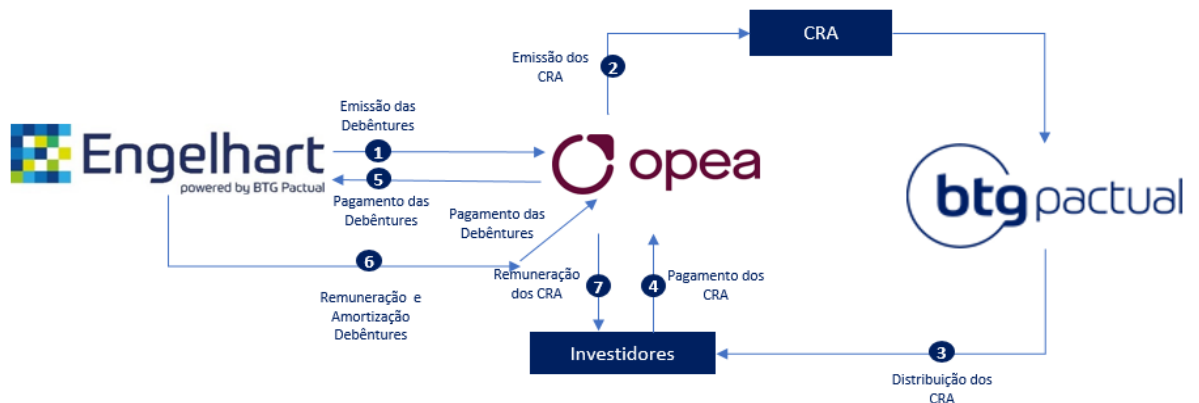 CRA
Emissão dos
CRA
2
Emissão das
Debêntures
Engelhart
powered by BTG Pactual
1
opea
5
Pagamento das
Debêntures
Pagamento das
Debêntures
btg pactual
6
Remuneração e
Amortização
Debêntures
Remuneração
dos CRA
7
4
Pagamento dos
CRA
Investidores
3
Distribuição dos
CRA